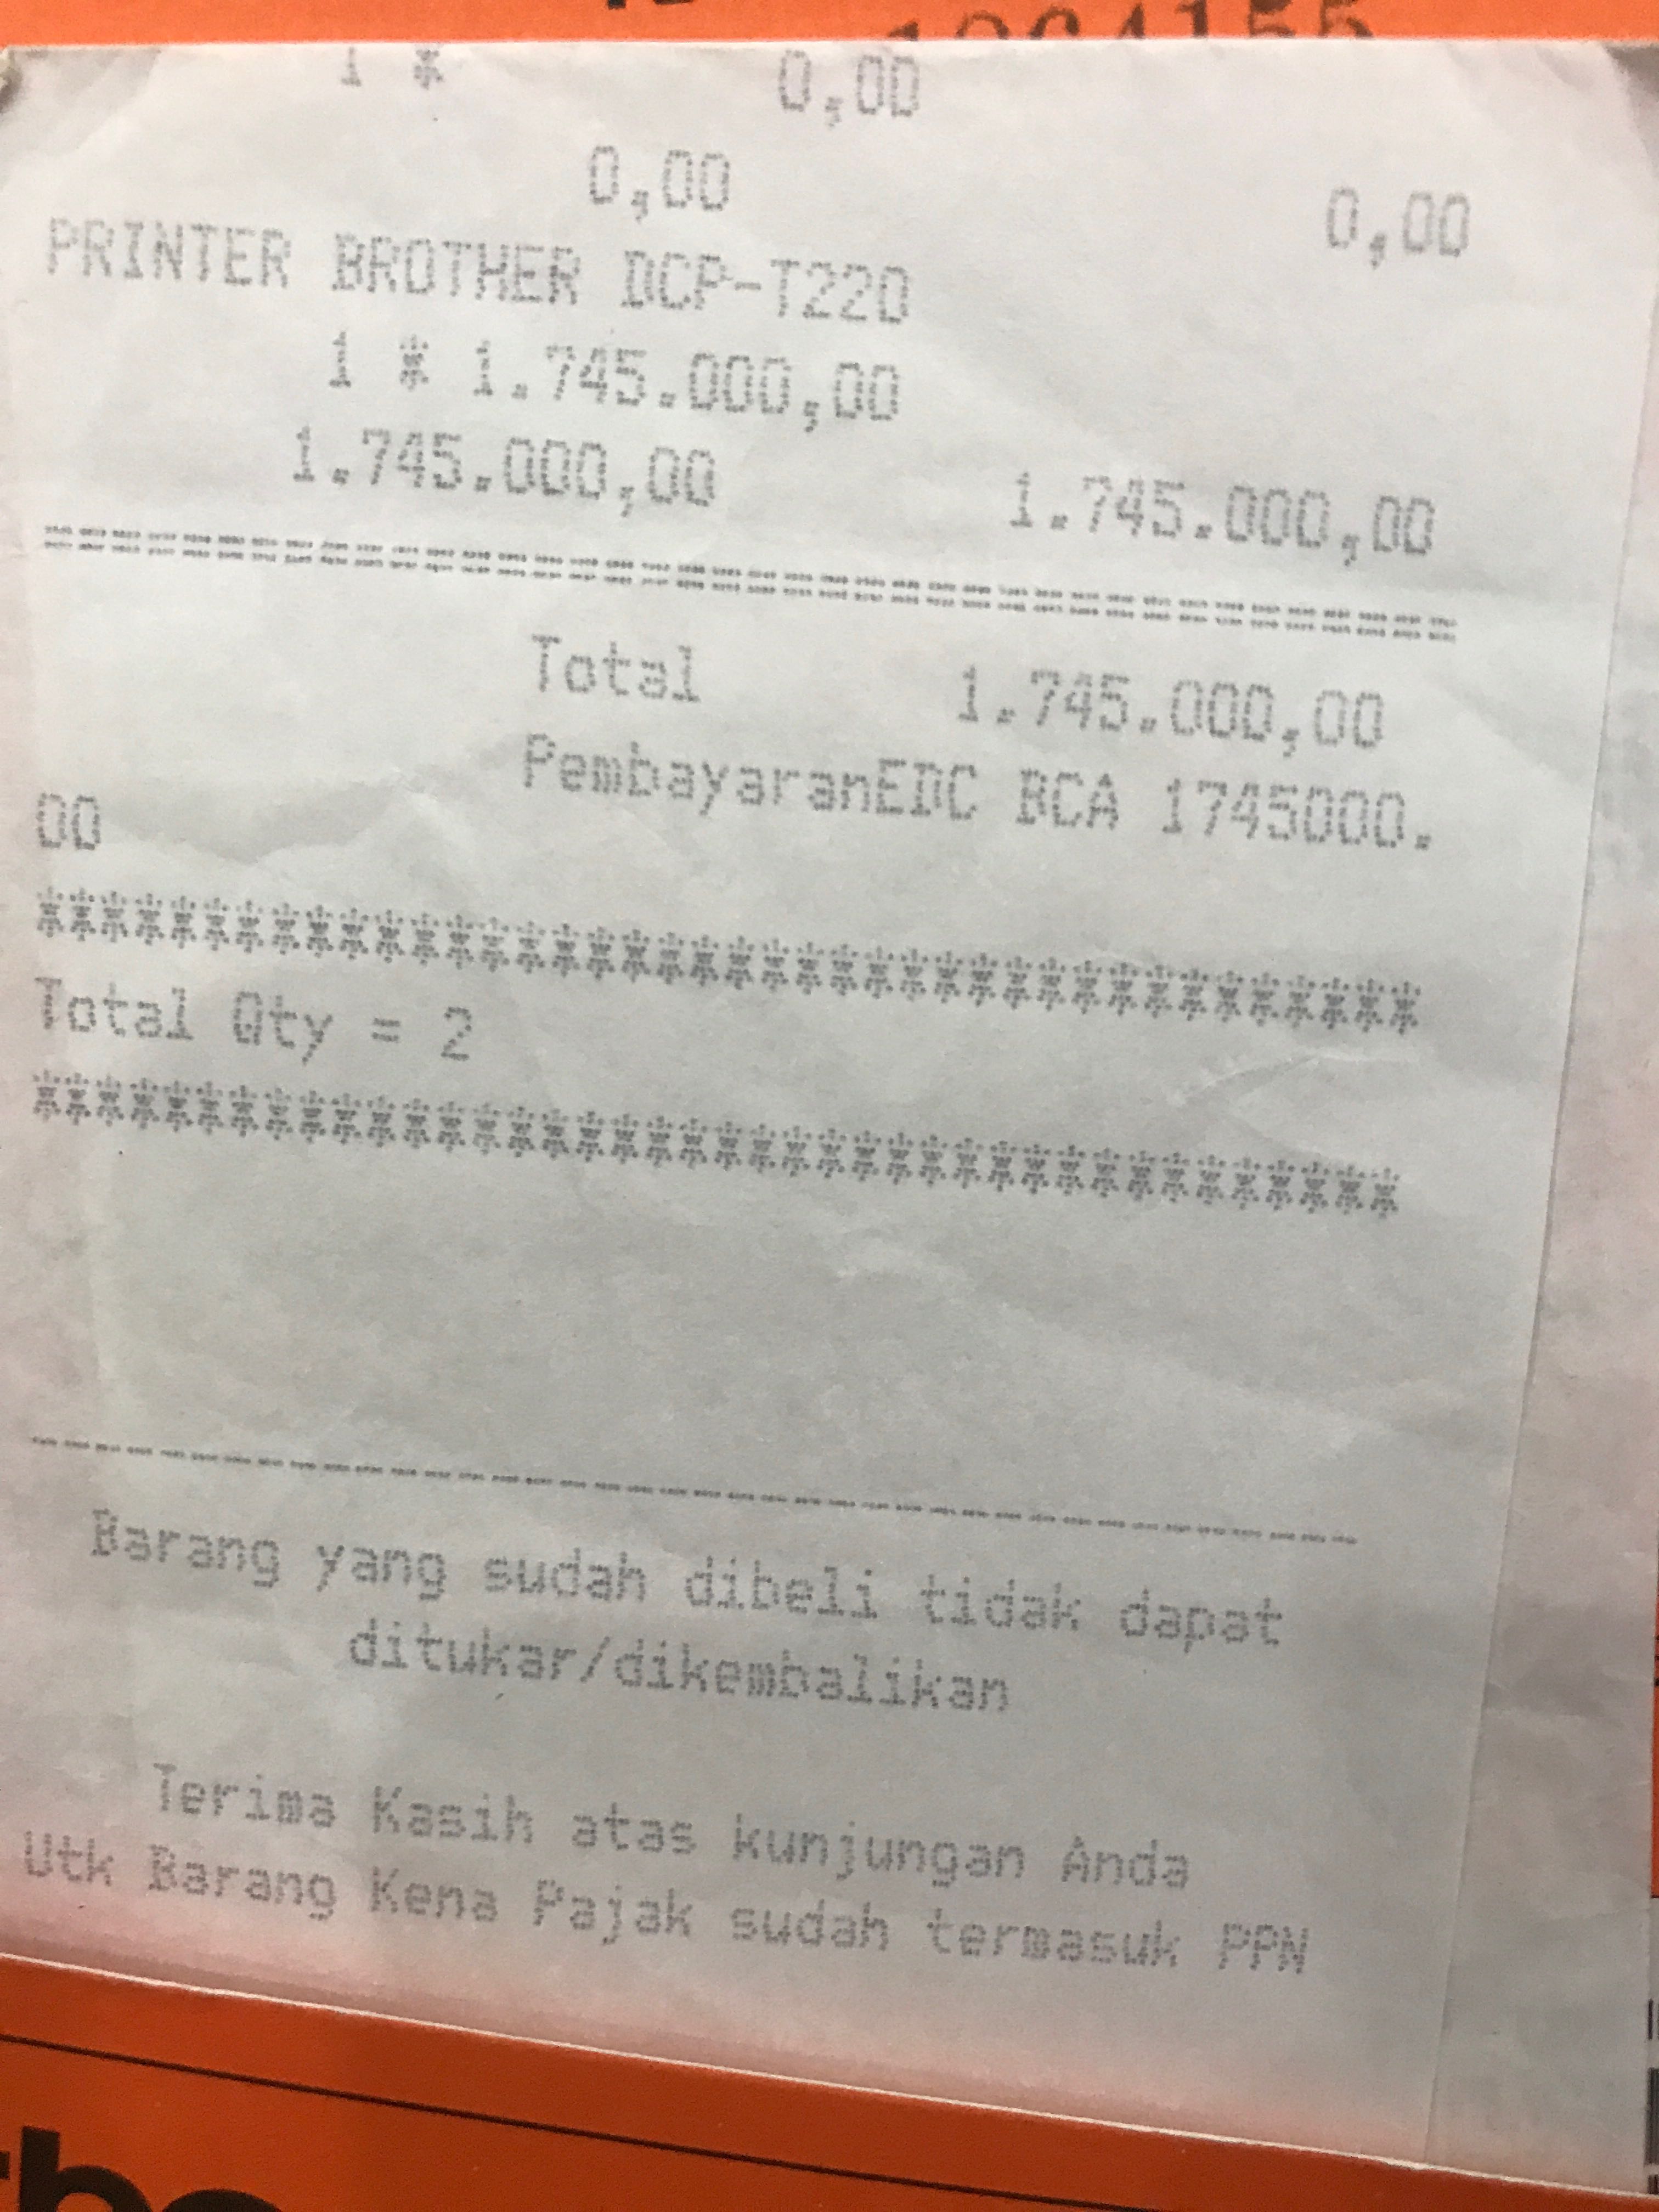 1 * 0,00
0,00 0,00
PRINTER BROTHER DCP-T220
1 * 1.745.000,00
1.745.000,00 1.745.000,00
Total 1.745.000,00
PembayaranEDC BCA 1745000.
00
****************************************
Total Qty = 2
****************************************
Barang yang sudah dibeli tidak dapat
ditukar/dikembalikan
Terima Kasih atas kunjungan Anda
Utk Barang Kena Pajak sudah termasuk PPN